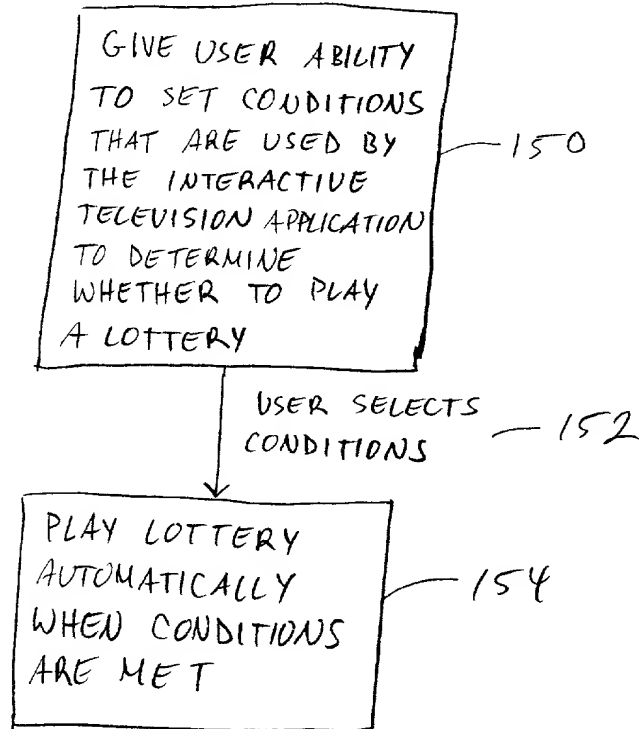 GIVE USER ABILITY
TO SET CONDITIONS
THAT ARE USED BY
THE INTERACTIVE
TELEVISION APPLICATION
TO DETERMINE
WHETHER TO PLAY
A LOTTERY
150
USER SELECTS
CONDITIONS
152
PLAY LOTTERY
AUTOMATICALLY
WHEN CONDITIONS
ARE MET
154